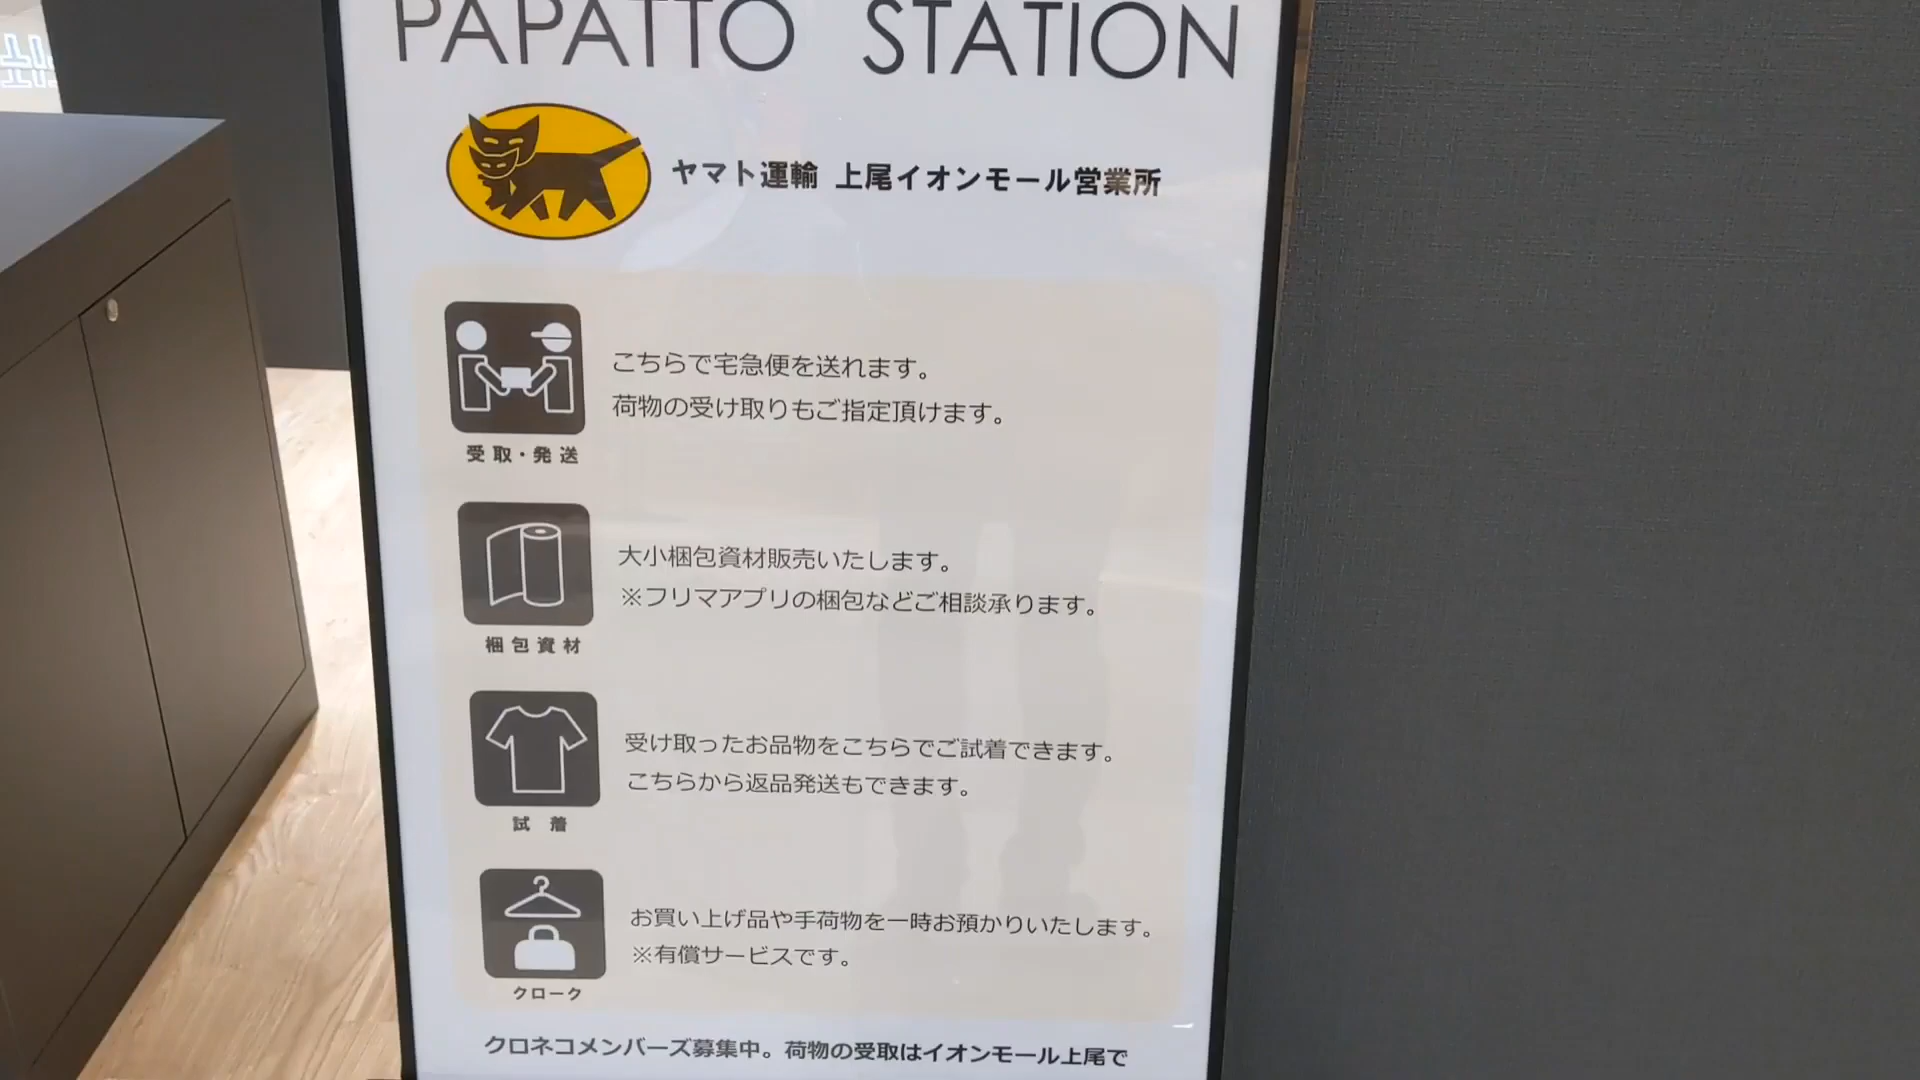 PAPATTO STATION
ヤマト運輸 上尾イオンモール営業所
こちらで宅急便を送れます。
荷物の受け取りもご指定頂けます。
受取・発送
大小梱包資材販売いたします。
※フリマアプリの梱包などご相談承ります。
梱包資材
受け取ったお品物をこちらでご試着できます。
こちらから返品発送もできます。
試着
お買い上げ品や手荷物を一時お預かりいたします。
※有償サービスです。
クローク
クロネコメンバーズ募集中。荷物の受取はイオンモール上尾で